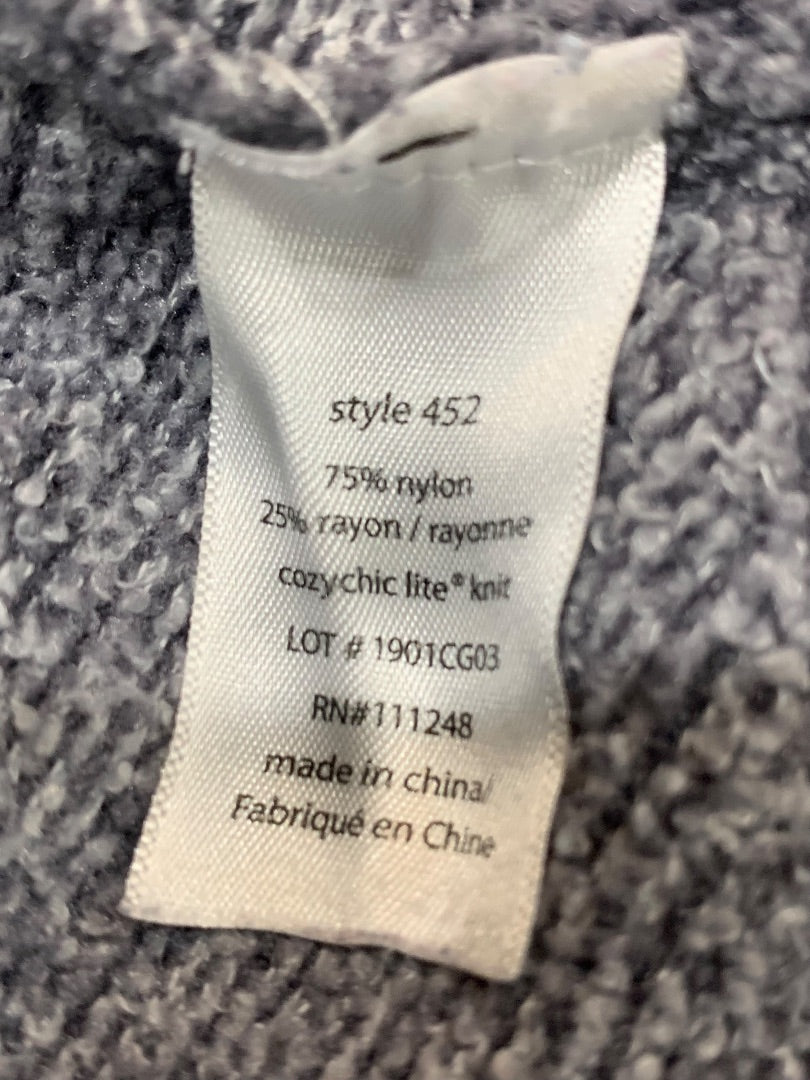 style 452
75% nylon
25% rayon / rayonne
cozychic lite® knit
LOT # 1901CG03
RN#111248
made in china/
Fabriqué en Chine